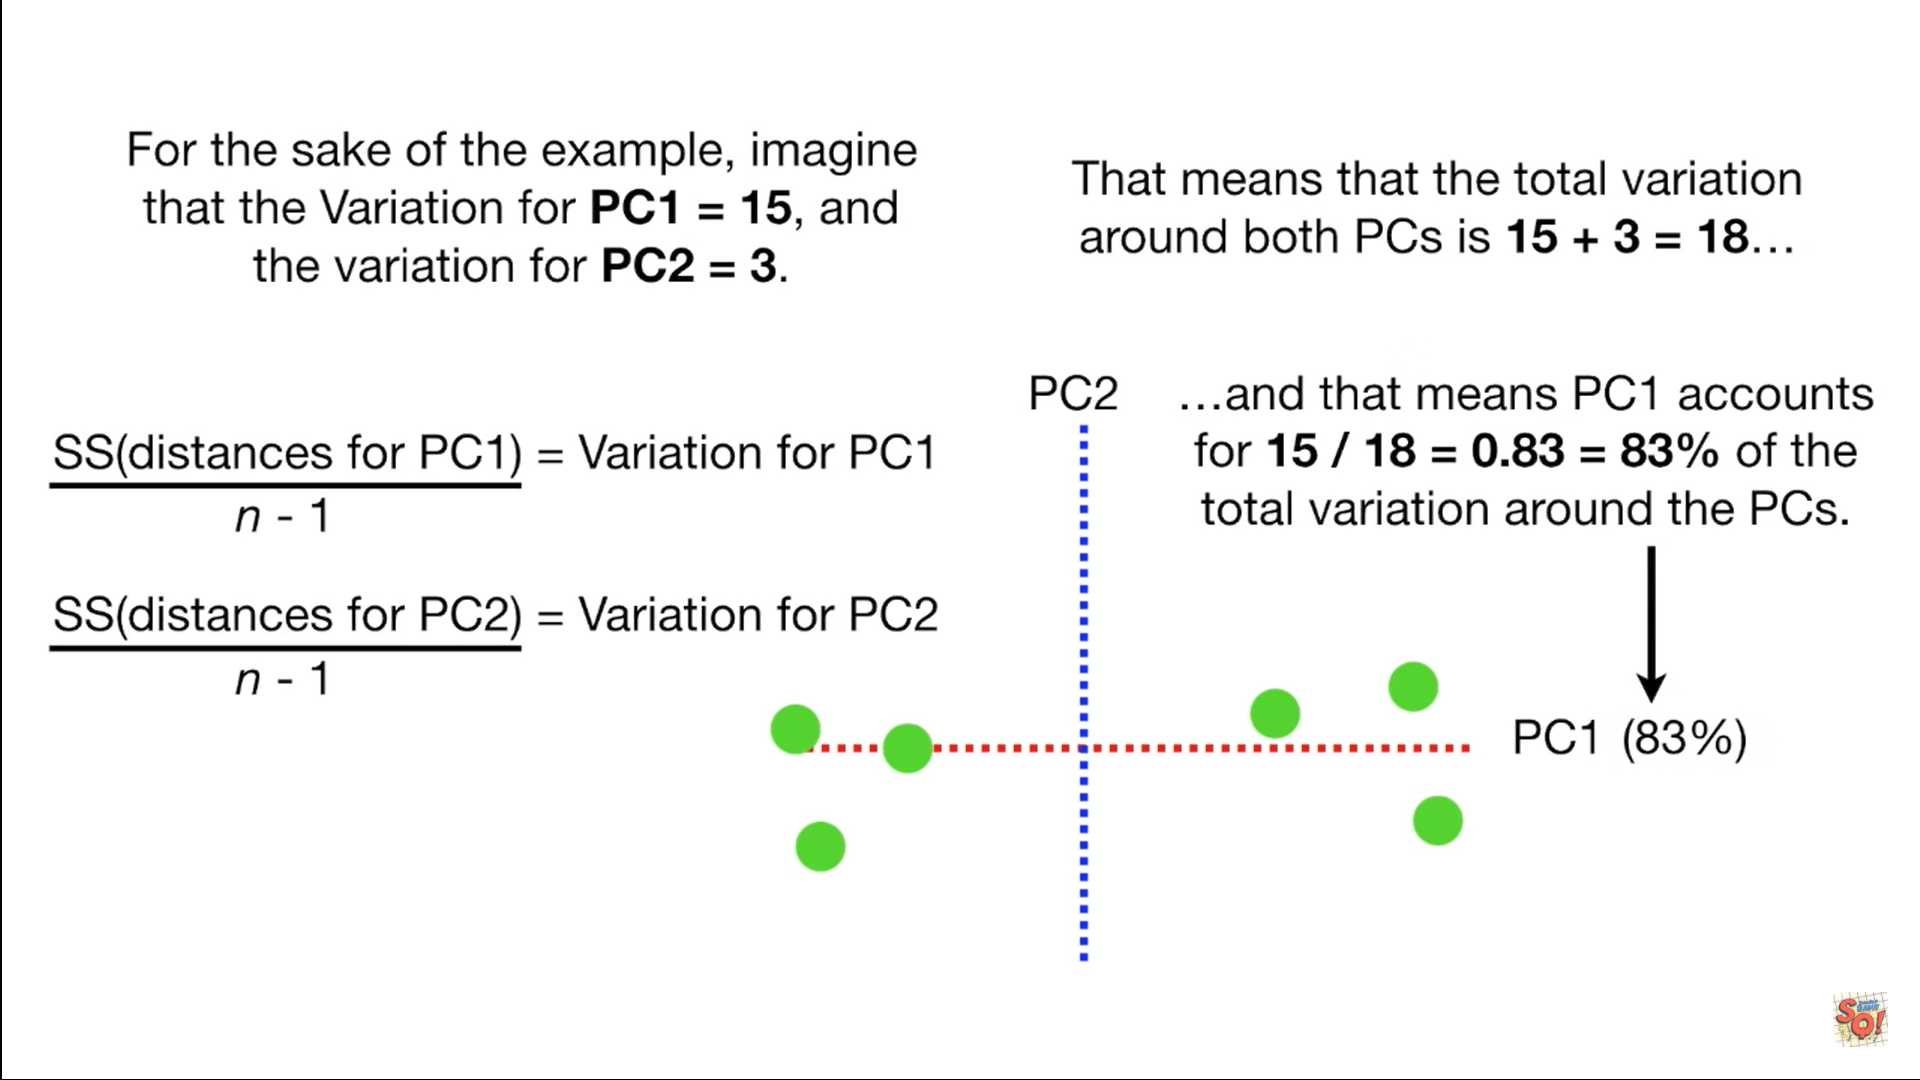 For the sake of the example, imagine
that the Variation for PC1 = 15, and
the variation for PC2 = 3.
That means that the total variation
around both PCs is 15 + 3 = 18…
SS(distances for PC1) = Variation for PC1
n - 1
SS(distances for PC2) = Variation for PC2
n - 1
PC2
…and that means PC1 accounts
for 15 / 18 = 0.83 = 83% of the
total variation around the PCs.
PC1 (83%)
SQ!